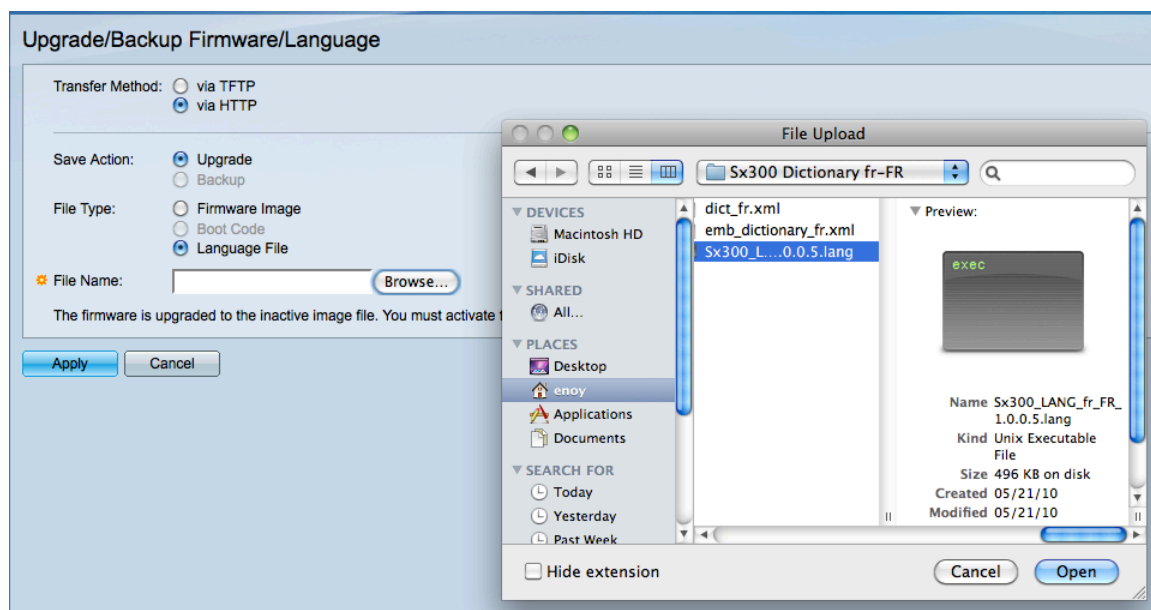 Upgrade/Backup Firmware/Language
Transfer Method: via TFTP
via HTTP
Save Action: Upgrade
Backup
File Type: Firmware Image
Boot Code
Language File
File Name: Browse...
The firmware is upgraded to the inactive image file. You must activate
Apply Cancel
File Upload
Sx300 Dictionary fr-FR
DEVICES
Macintosh HD
iDisk
SHARED
All...
PLACES
Desktop
enoy
Applications
Documents
SEARCH FOR
Today
Yesterday
Past Week
dict_fr.xml
emb_dictionary_fr.xml
Sx300_L....0.0.5.lang
Preview:
exec
Name Sx300_LANG_fr_FR_
1.0.0.5.lang
Kind Unix Executable
File
Size 496 KB on disk
Created 05/21/10
Modified 05/21/10
Hide extension
Cancel Open